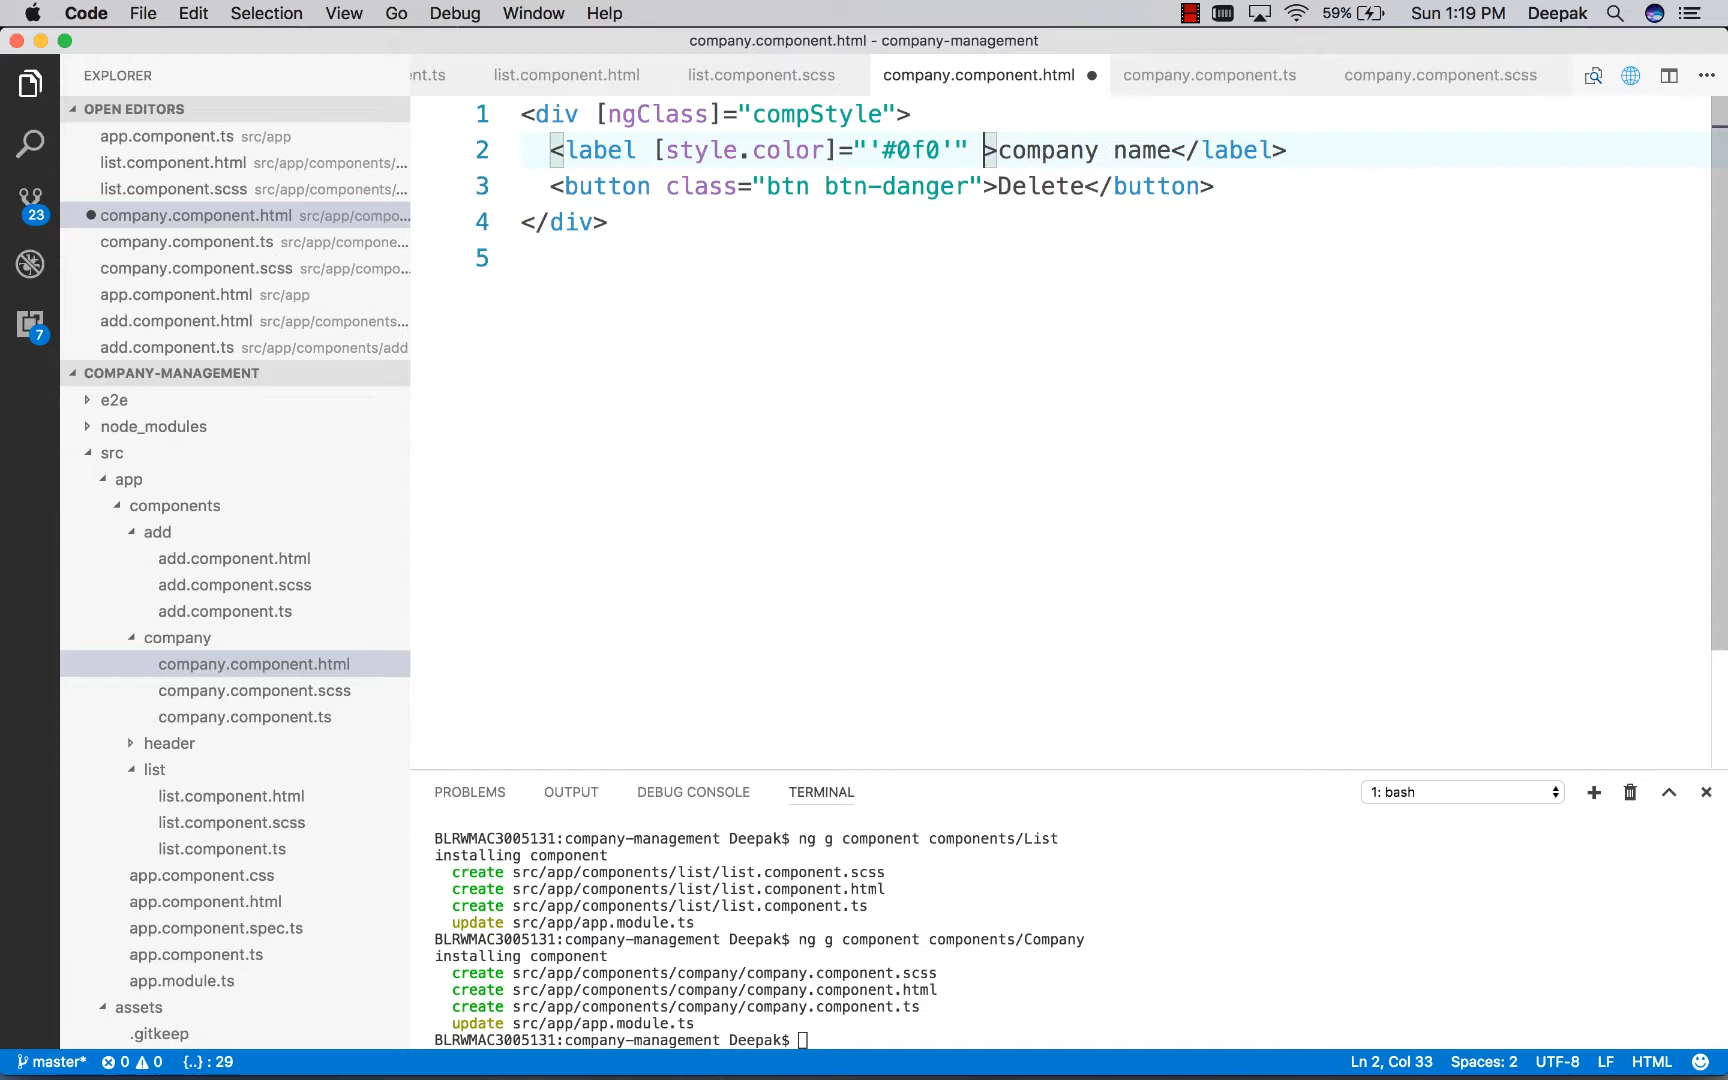 Code File Edit Selection View Go Debug Window Help 59% Sun 1:19 PM Deepak
company.component.html - company-management
EXPLORER
nt.ts list.component.html list.component.scss company.component.html company.component.ts company.component.scss
OPEN EDITORS
app.component.ts src/app
list.component.html src/app/components/...
list.component.scss src/app/components/...
company.component.html src/app/compo...
company.component.ts src/app/compone...
company.component.scss src/app/compo...
app.component.html src/app
add.component.html src/app/components...
add.component.ts src/app/components/add
23
7
COMPANY-MANAGEMENT
e2e
node_modules
src
app
components
add
add.component.html
add.component.scss
add.component.ts
company
company.component.html
company.component.scss
company.component.ts
header
list
list.component.html
list.component.scss
list.component.ts
app.component.css
app.component.html
app.component.spec.ts
app.component.ts
app.module.ts
assets
.gitkeep
1 <div [ngClass]="compStyle">
2 <label [style.color]="'#0f0'" >company name</label>
3 <button class="btn btn-danger">Delete</button>
4 </div>
5
PROBLEMS OUTPUT DEBUG CONSOLE TERMINAL 1: bash
BLRWMAC3005131:company-management Deepak$ ng g component components/List
installing component
create src/app/components/list/list.component.scss
create src/app/components/list/list.component.html
create src/app/components/list/list.component.ts
update src/app/app.module.ts
BLRWMAC3005131:company-management Deepak$ ng g component components/Company
installing component
create src/app/components/company/company.component.scss
create src/app/components/company/company.component.html
create src/app/components/company/company.component.ts
update src/app/app.module.ts
BLRWMAC3005131:company-management Deepak$
master* 0 0 {..} : 29 Ln 2, Col 33 Spaces: 2 UTF-8 LF HTML